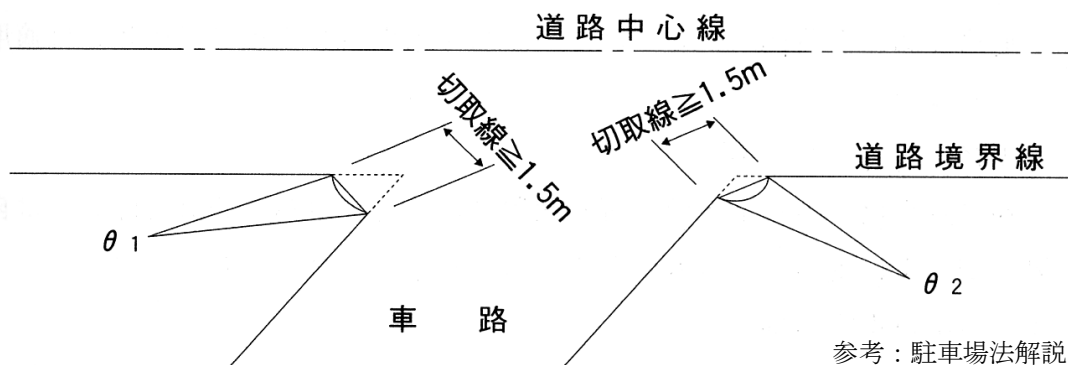 道路中心線
切取線≧1.5m
切取線≧1.5m
道路境界線
θ1
θ2
車 路
参考：駐車場法解説